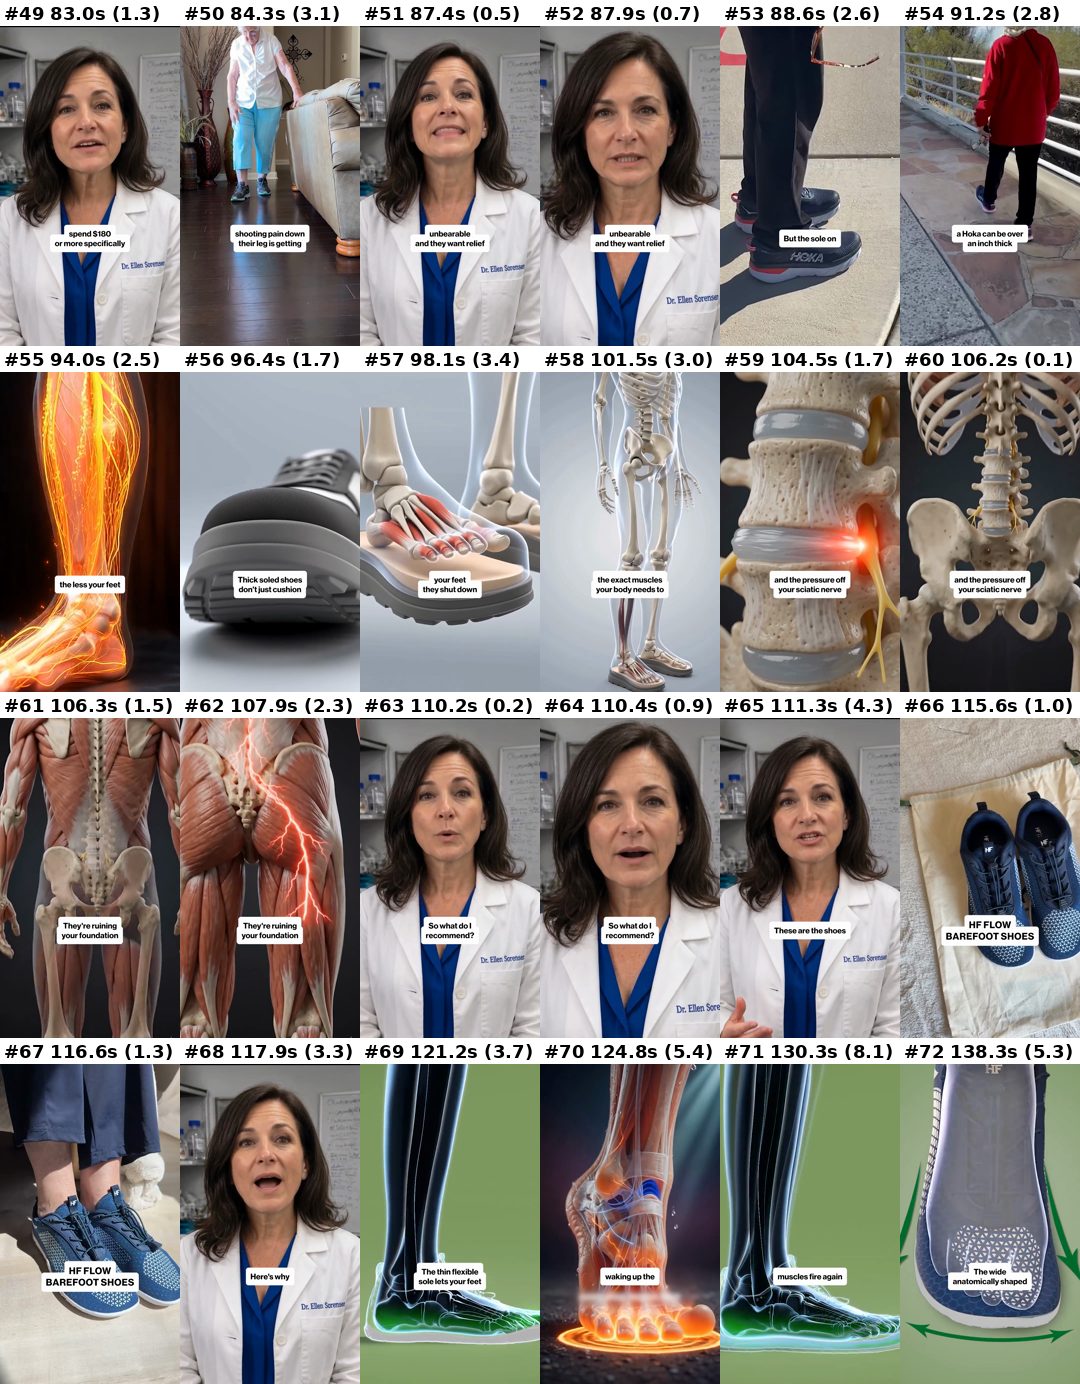 #49 83.0s (1.3)
#50 84.3s (3.1)
#51 87.4s (0.5)
#52 87.9s (0.7)
#53 88.6s (2.6)
#54 91.2s (2.8)
spend $180
or more specifically
Dr. Ellen Sorensen
shooting pain down
their leg is getting
unbearable
and they want relief
Dr. Ellen Sorensen
unbearable
and they want relief
Dr. Ellen Sorensen
But the sole on
HOKA
a Hoka can be over
an inch thick
#55 94.0s (2.5)
#56 96.4s (1.7)
#57 98.1s (3.4)
#58 101.5s (3.0)
#59 104.5s (1.7)
#60 106.2s (0.1)
the less your feet
Thick soled shoes
don't just cushion
your feet
they shut down
the exact muscles
your body needs to
and the pressure off
your sciatic nerve
and the pressure off
your sciatic nerve
#61 106.3s (1.5)
#62 107.9s (2.3)
#63 110.2s (0.2)
#64 110.4s (0.9)
#65 111.3s (4.3)
#66 115.6s (1.0)
They're ruining
your foundation
They're ruining
your foundation
So what do I
recommend?
Dr. Ellen Sorensen
So what do I
recommend?
Dr. Ellen Sore
These are the shoes
Dr. Ellen Sorensen
HF
HF FLOW
BAREFOOT SHOES
#67 116.6s (1.3)
#68 117.9s (3.3)
#69 121.2s (3.7)
#70 124.8s (5.4)
#71 130.3s (8.1)
#72 138.3s (5.3)
HF
HF
HF FLOW
BAREFOOT SHOES
Here's why
Dr. Ellen Sorensen
The thin flexible
sole lets your feet
waking up the
muscles fire again
HF
The wide
anatomically shaped